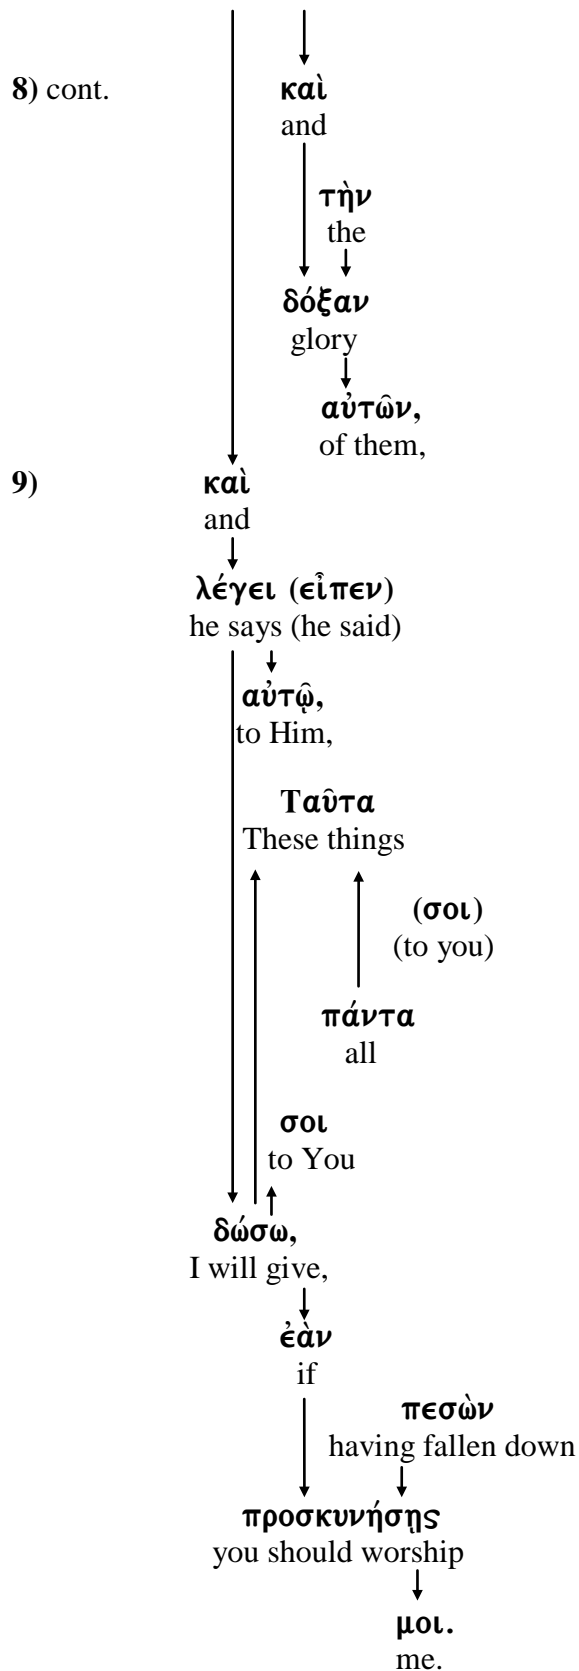 8) cont. καὶ
and
τὴν
the
δόξαν
glory
αὐτῶν,
of them,
9) καὶ
and
λέγει (εἶπεν)
he says (he said)
αὐτῷ,
to Him,
Ταῦτα
These things
(σοι)
(to you)
πάντα
all
σοι
to You
δώσω,
I will give,
ἐὰν
if
πεσὼν
having fallen down
προσκυνήσῃς
you should worship
μοι.
me.